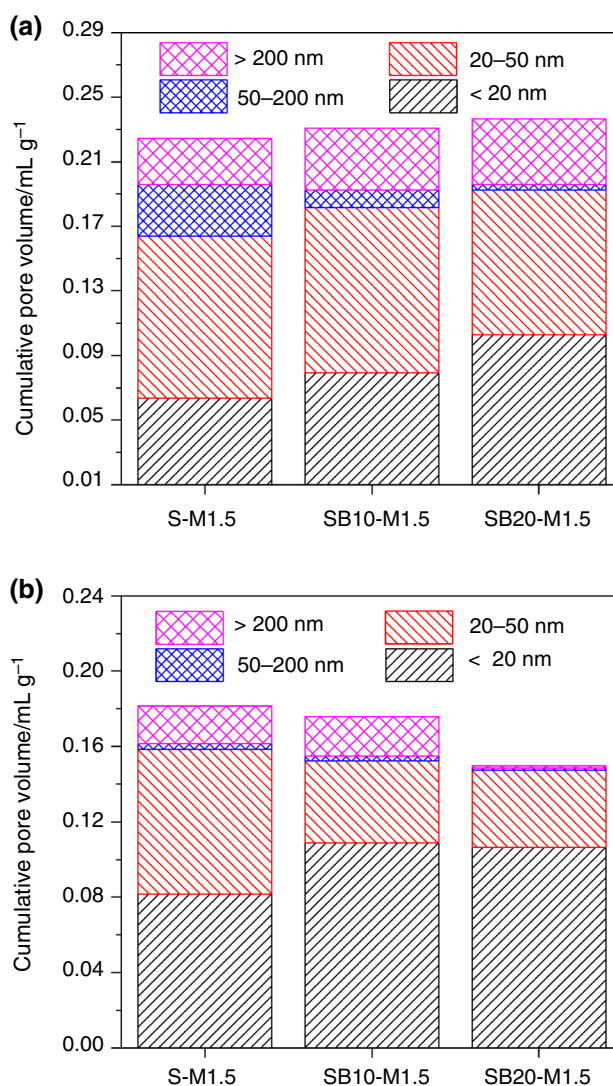 (a)
0.29
0.25
0.21
0.17
0.13
0.09
0.05
0.01
Cumulative pore volume/mL g⁻¹
> 200 nm
20–50 nm
50–200 nm
< 20 nm
S-M1.5
SB10-M1.5
SB20-M1.5
(b)
0.24
0.20
0.16
0.12
0.08
0.04
0.00
Cumulative pore volume/mL g⁻¹
> 200 nm
20–50 nm
50–200 nm
< 20 nm
S-M1.5
SB10-M1.5
SB20-M1.5